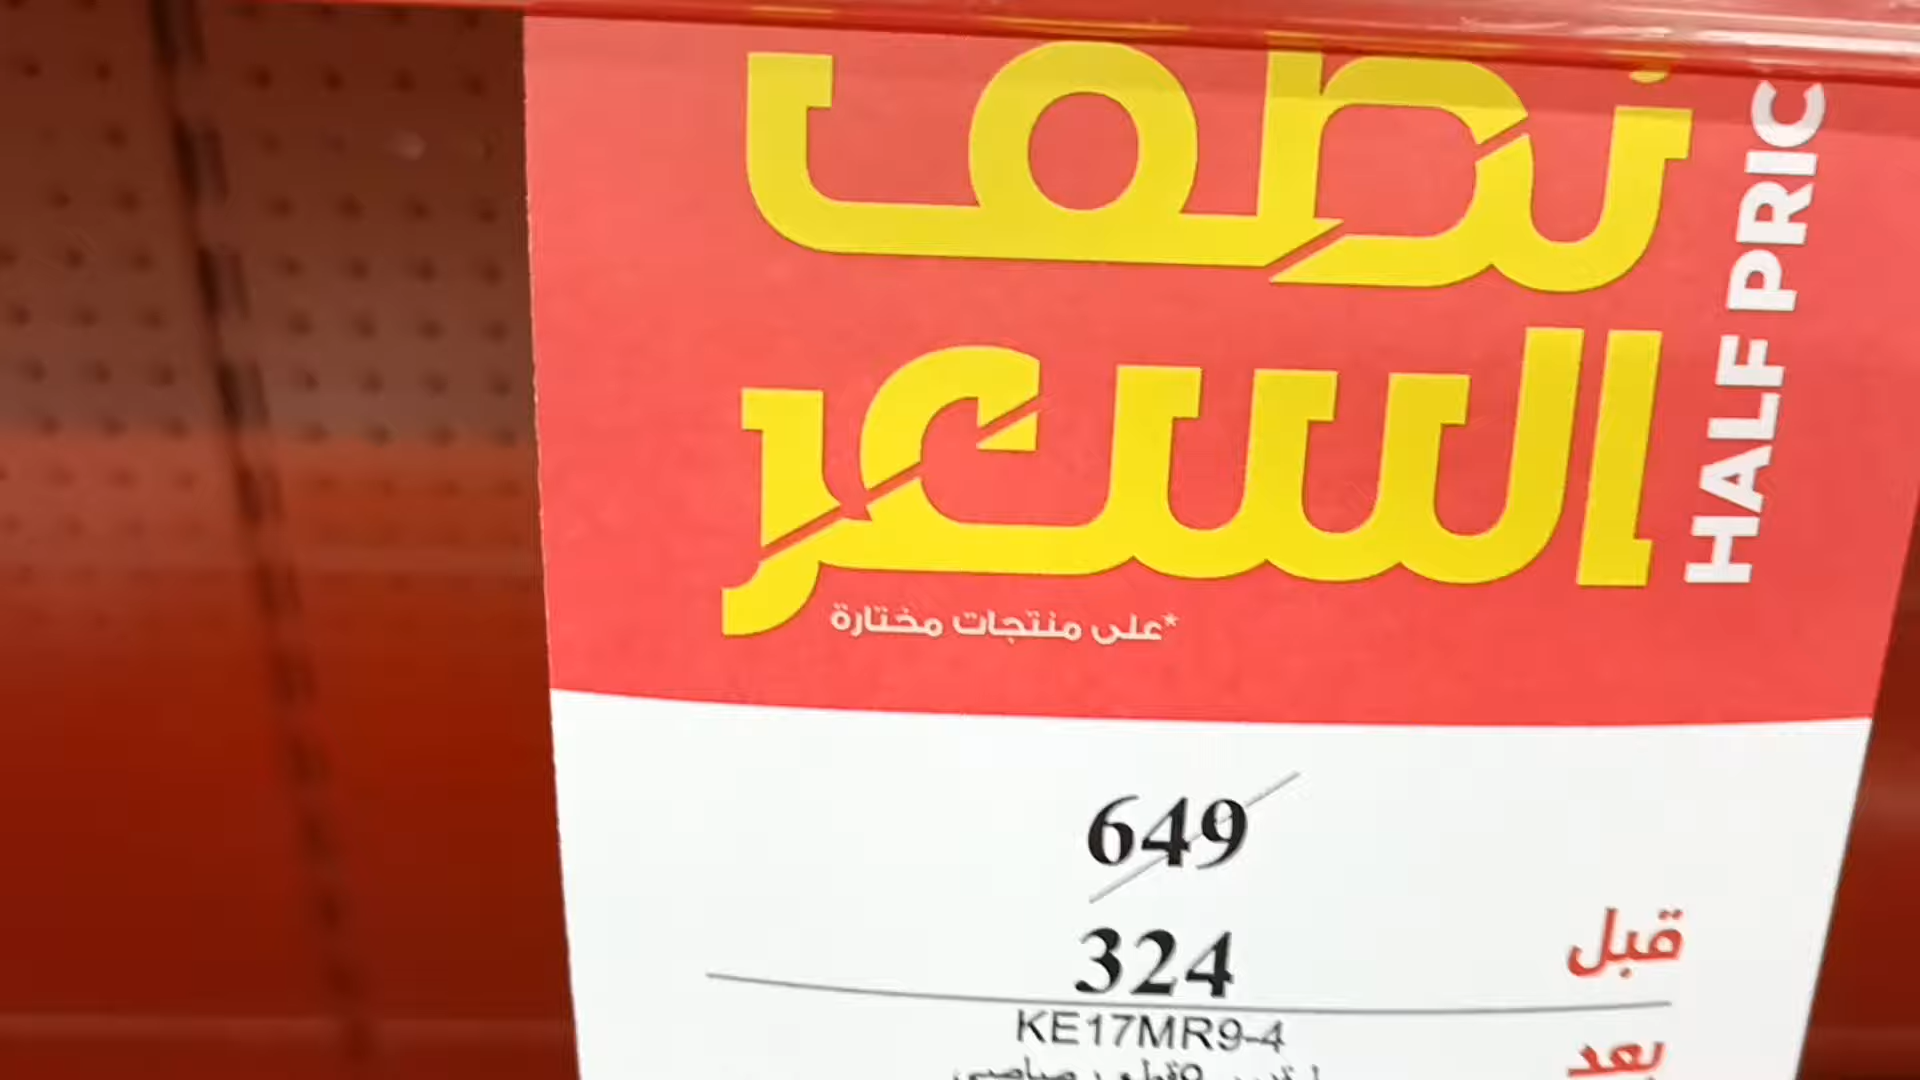 نصف
السعر
HALF PRIC
*على منتجات مختارة
649
قبل
324
KE17MR9-4
بعد